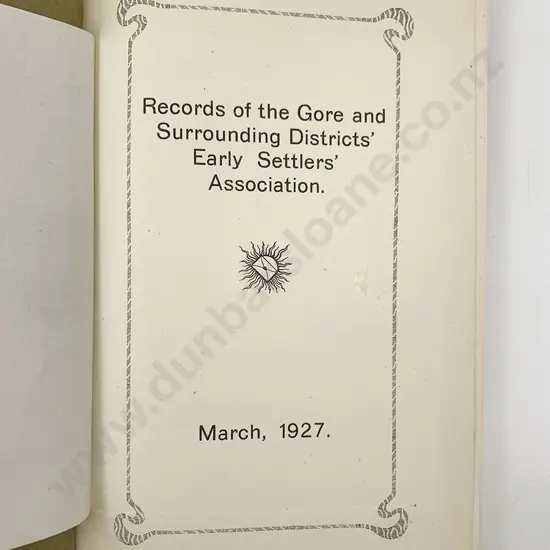 Records of the Gore and
Surrounding Districts'
Early Settlers'
Association.
March, 1927.
www.dunbarsloane.co.nz